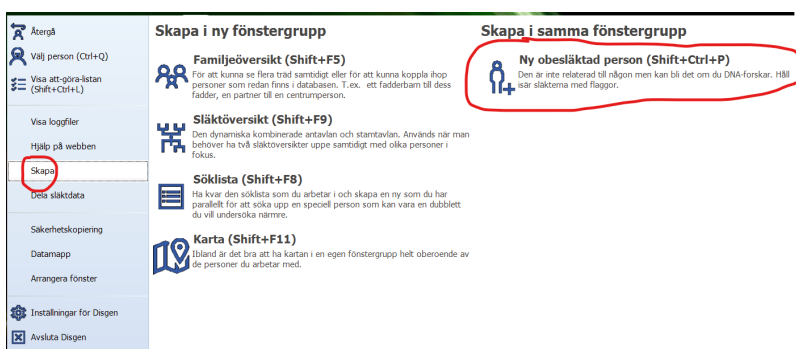 Återgå
Välj person (Ctrl+Q)
Visa att-göra-listan
(Shift+Ctrl+L)
Visa loggfiler
Hjälp på webben
Skapa
Dela släktdata
Säkerhetskopiering
Datamapp
Arrangera fönster
Inställningar för Disgen
Avsluta Disgen
Skapa i ny fönstergrupp
Familjeöversikt (Shift+F5)
För att kunna se flera träd samtidigt eller för att kunna koppla ihop
personer som redan finns i databasen. T.ex. ett fadderbarn till dess
fadder, en partner till en centrumperson.
Släktöversikt (Shift+F9)
Den dynamiska kombinerade antavlan och stamtavlan. Används när man
behöver ha två släktöversikter uppe samtidigt med olika personer i
fokus.
Söklista (Shift+F8)
Ha kvar den söklista som du arbetar i och skapa en ny som du har
parallellt för att söka upp en speciell person som kan vara en dubblett
du vill undersöka närmre.
Karta (Shift+F11)
Ibland är det bra att ha kartan i en egen fönstergrupp helt oberoende av
de personer du arbetar med.
Skapa i samma fönstergrupp
Ny obesläktad person (Shift+Ctrl+P)
Den är inte relaterad till någon men kan bli det om du DNA-forskar. Håll
isär släkterna med flaggor.